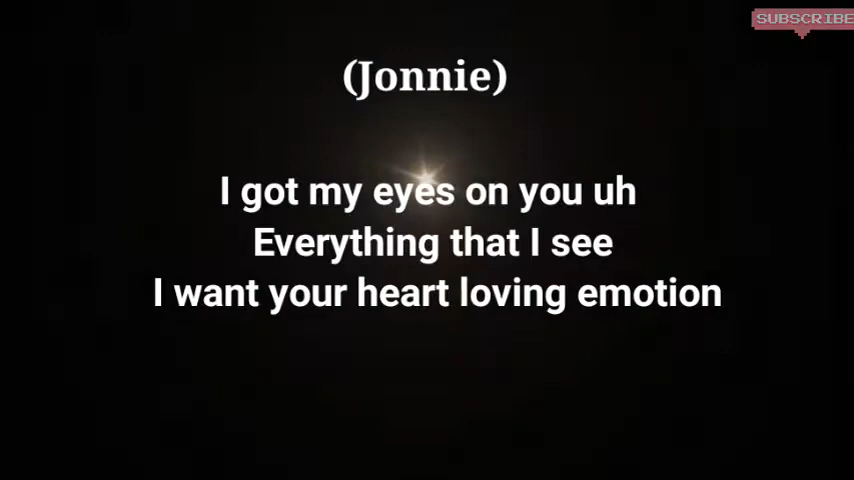 SUBSCRIBE
(Jonnie)
I got my eyes on you uh
Everything that I see
I want your heart loving emotion